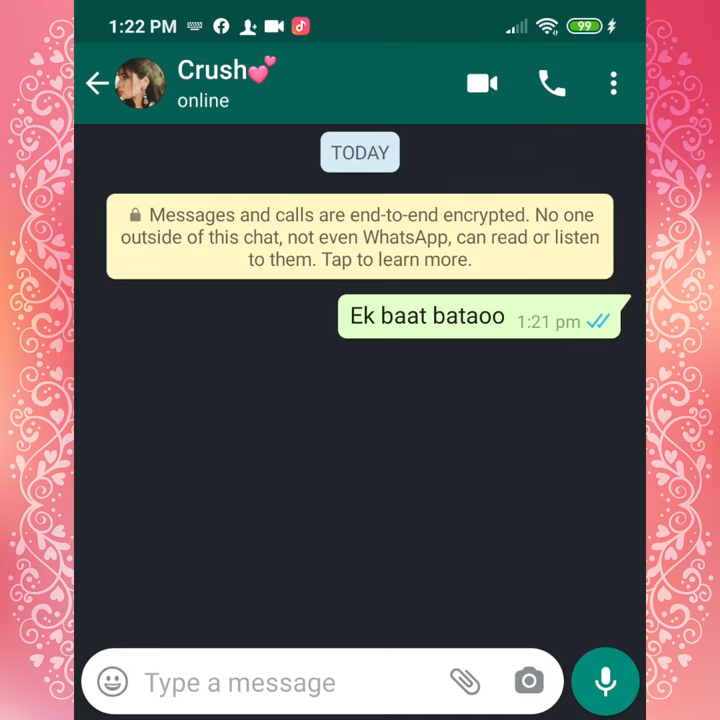 1:22 PM 99
Crush💕
online
TODAY
Messages and calls are end-to-end encrypted. No one
outside of this chat, not even WhatsApp, can read or listen
to them. Tap to learn more.
Ek baat bataoo 1:21 pm
Type a message